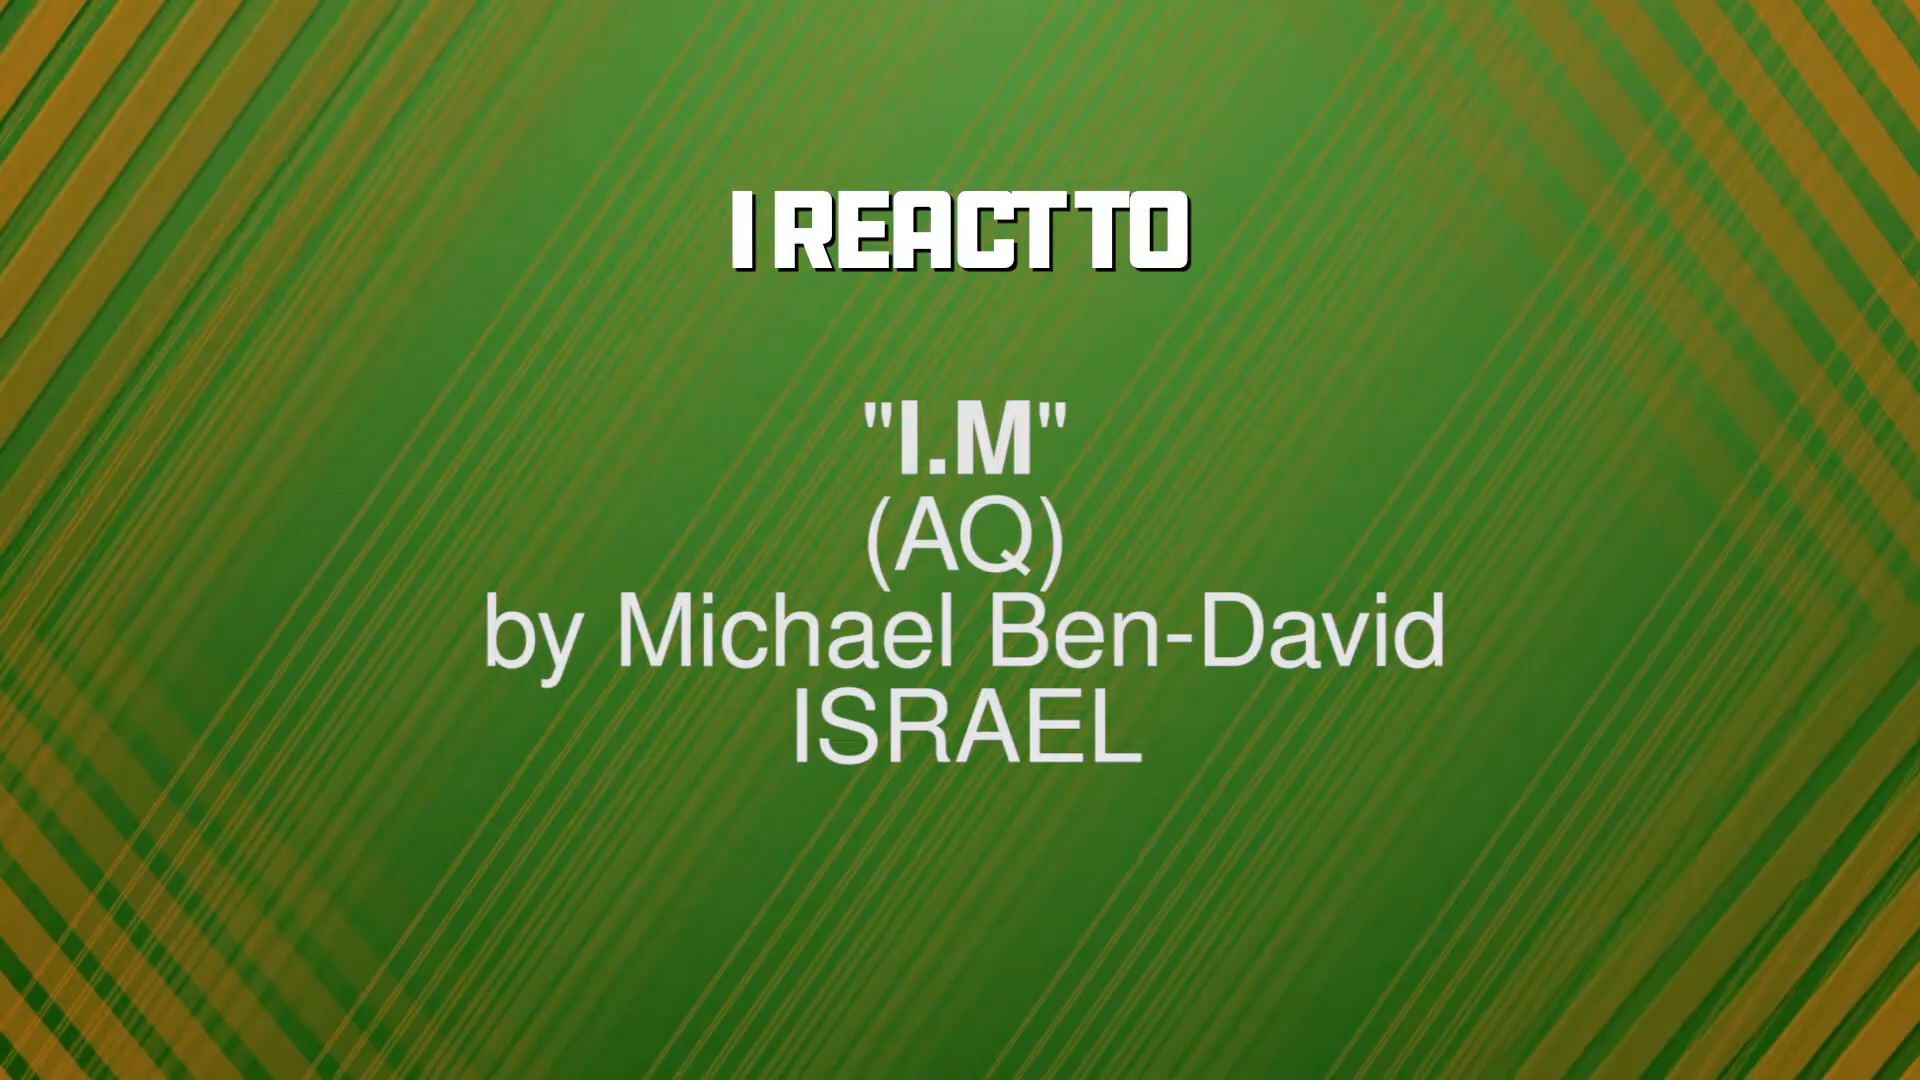 I REACT TO
"I.M"
(AQ)
by Michael Ben-David
ISRAEL